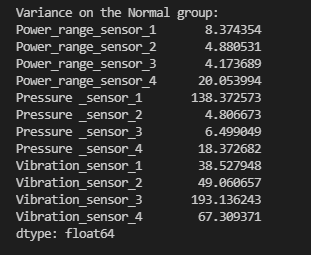 Variance on the Normal group:
Power_range_sensor_1 8.374354
Power_range_sensor_2 4.880531
Power_range_sensor_3 4.173689
Power_range_sensor_4 20.053994
Pressure _sensor_1 138.372573
Pressure _sensor_2 4.806673
Pressure _sensor_3 6.499049
Pressure _sensor_4 18.372682
Vibration_sensor_1 38.527948
Vibration_sensor_2 49.060657
Vibration_sensor_3 193.136243
Vibration_sensor_4 67.309371
dtype: float64